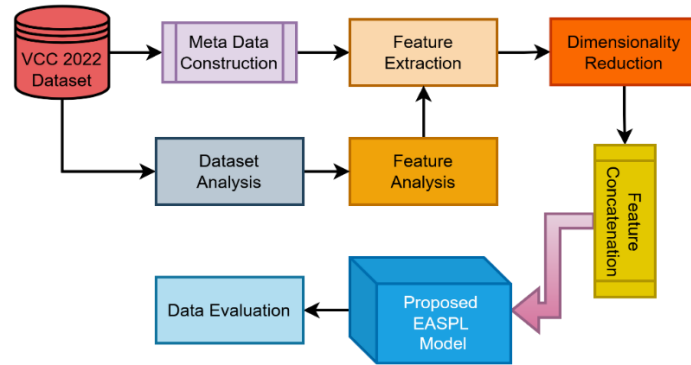 VCC 2022
Dataset
Meta Data
Construction
Feature
Extraction
Dimensionality
Reduction
Dataset
Analysis
Feature
Analysis
Feature
Concatenation
Data Evaluation
Proposed
EASPL
Model